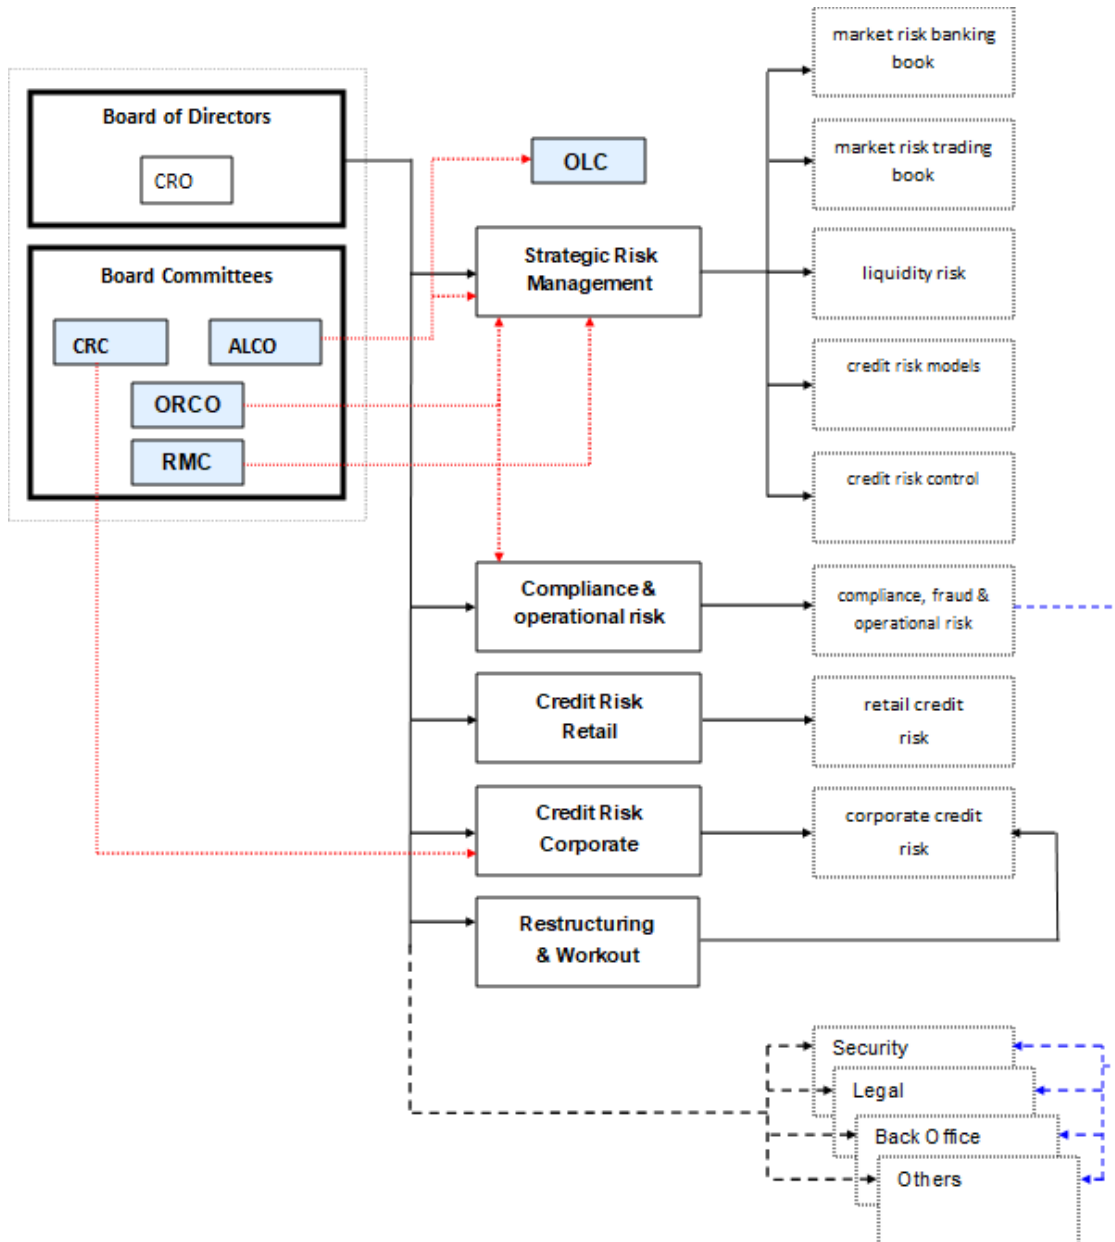 Board of Directors
CRO
Board Committees
CRC
ALCO
ORCO
RMC
OLC
Strategic Risk
Management
Compliance &
operational risk
Credit Risk
Retail
Credit Risk
Corporate
Restructuring
& Workout
market risk banking
book
market risk trading
book
liquidity risk
credit risk models
credit risk control
compliance, fraud &
operational risk
retail credit
risk
corporate credit
risk
Security
Legal
Back Office
Others